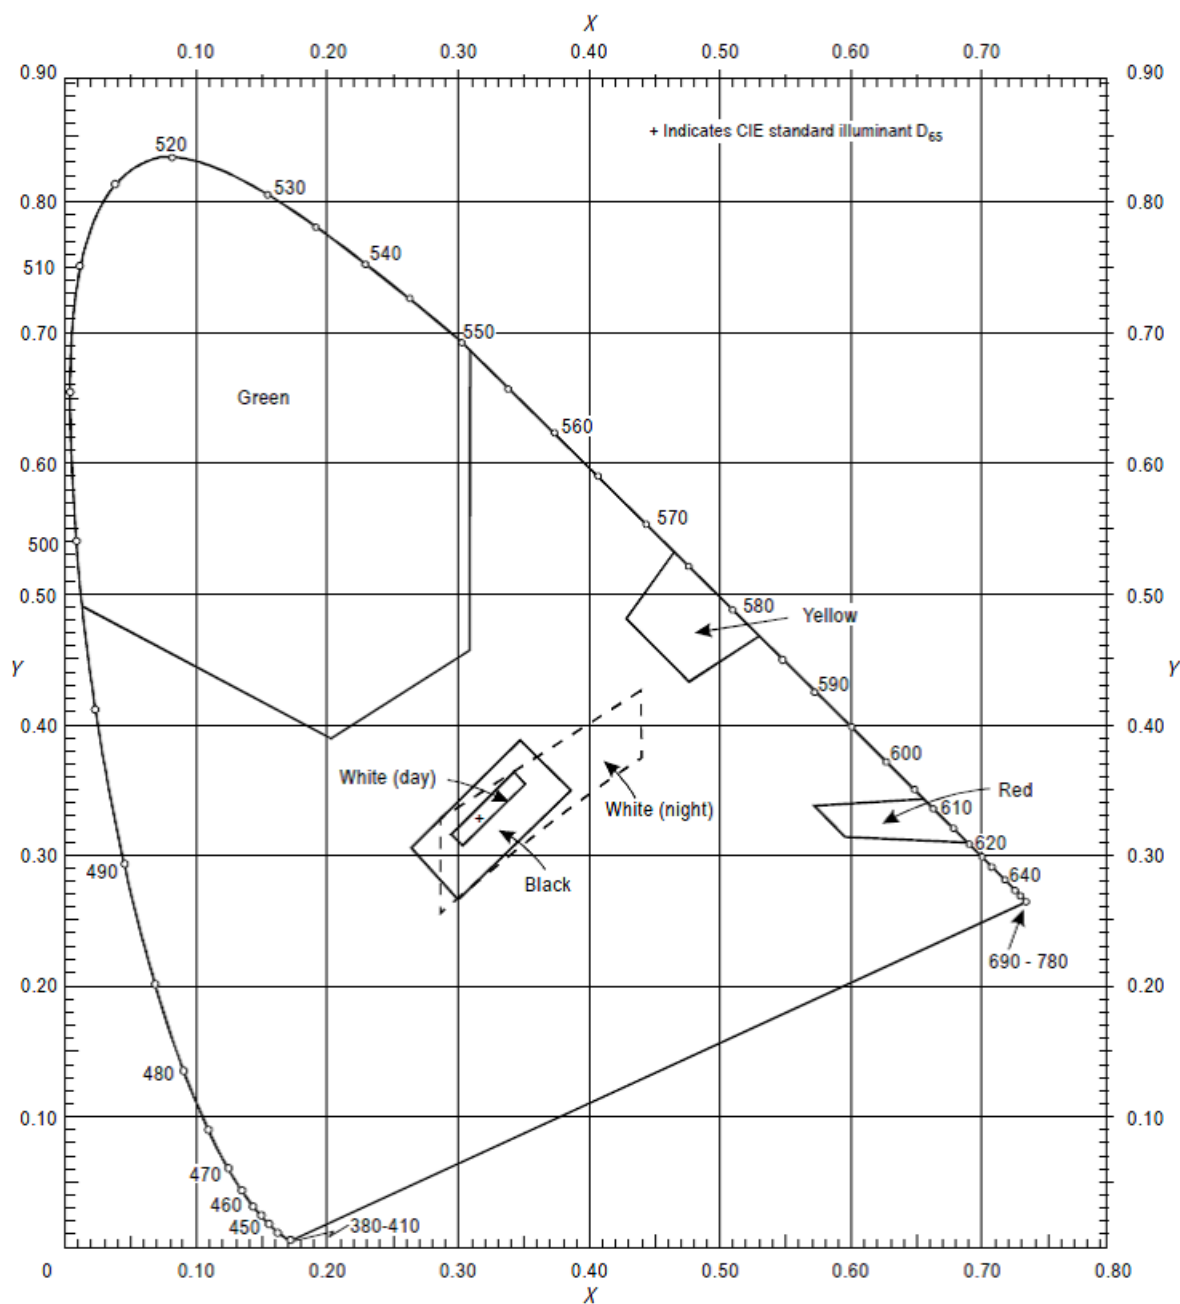 X
0.10 0.20 0.30 0.40 0.50 0.60 0.70
0.90 0.90
+ Indicates CIE standard illuminant D65
520
530
0.80 0.80
540
510
550
0.70 0.70
Green
560
0.60 0.60
570
500
0.50 0.50
580
Yellow
Y Y
590
0.40 0.40
600
White (day)
Red
White (night)
610
620
0.30 0.30
490
640
Black
690 - 780
0.20 0.20
480
0.10 0.10
470
460
450
380-410
0 0.10 0.20 0.30 0.40 0.50 0.60 0.70 0.80
X